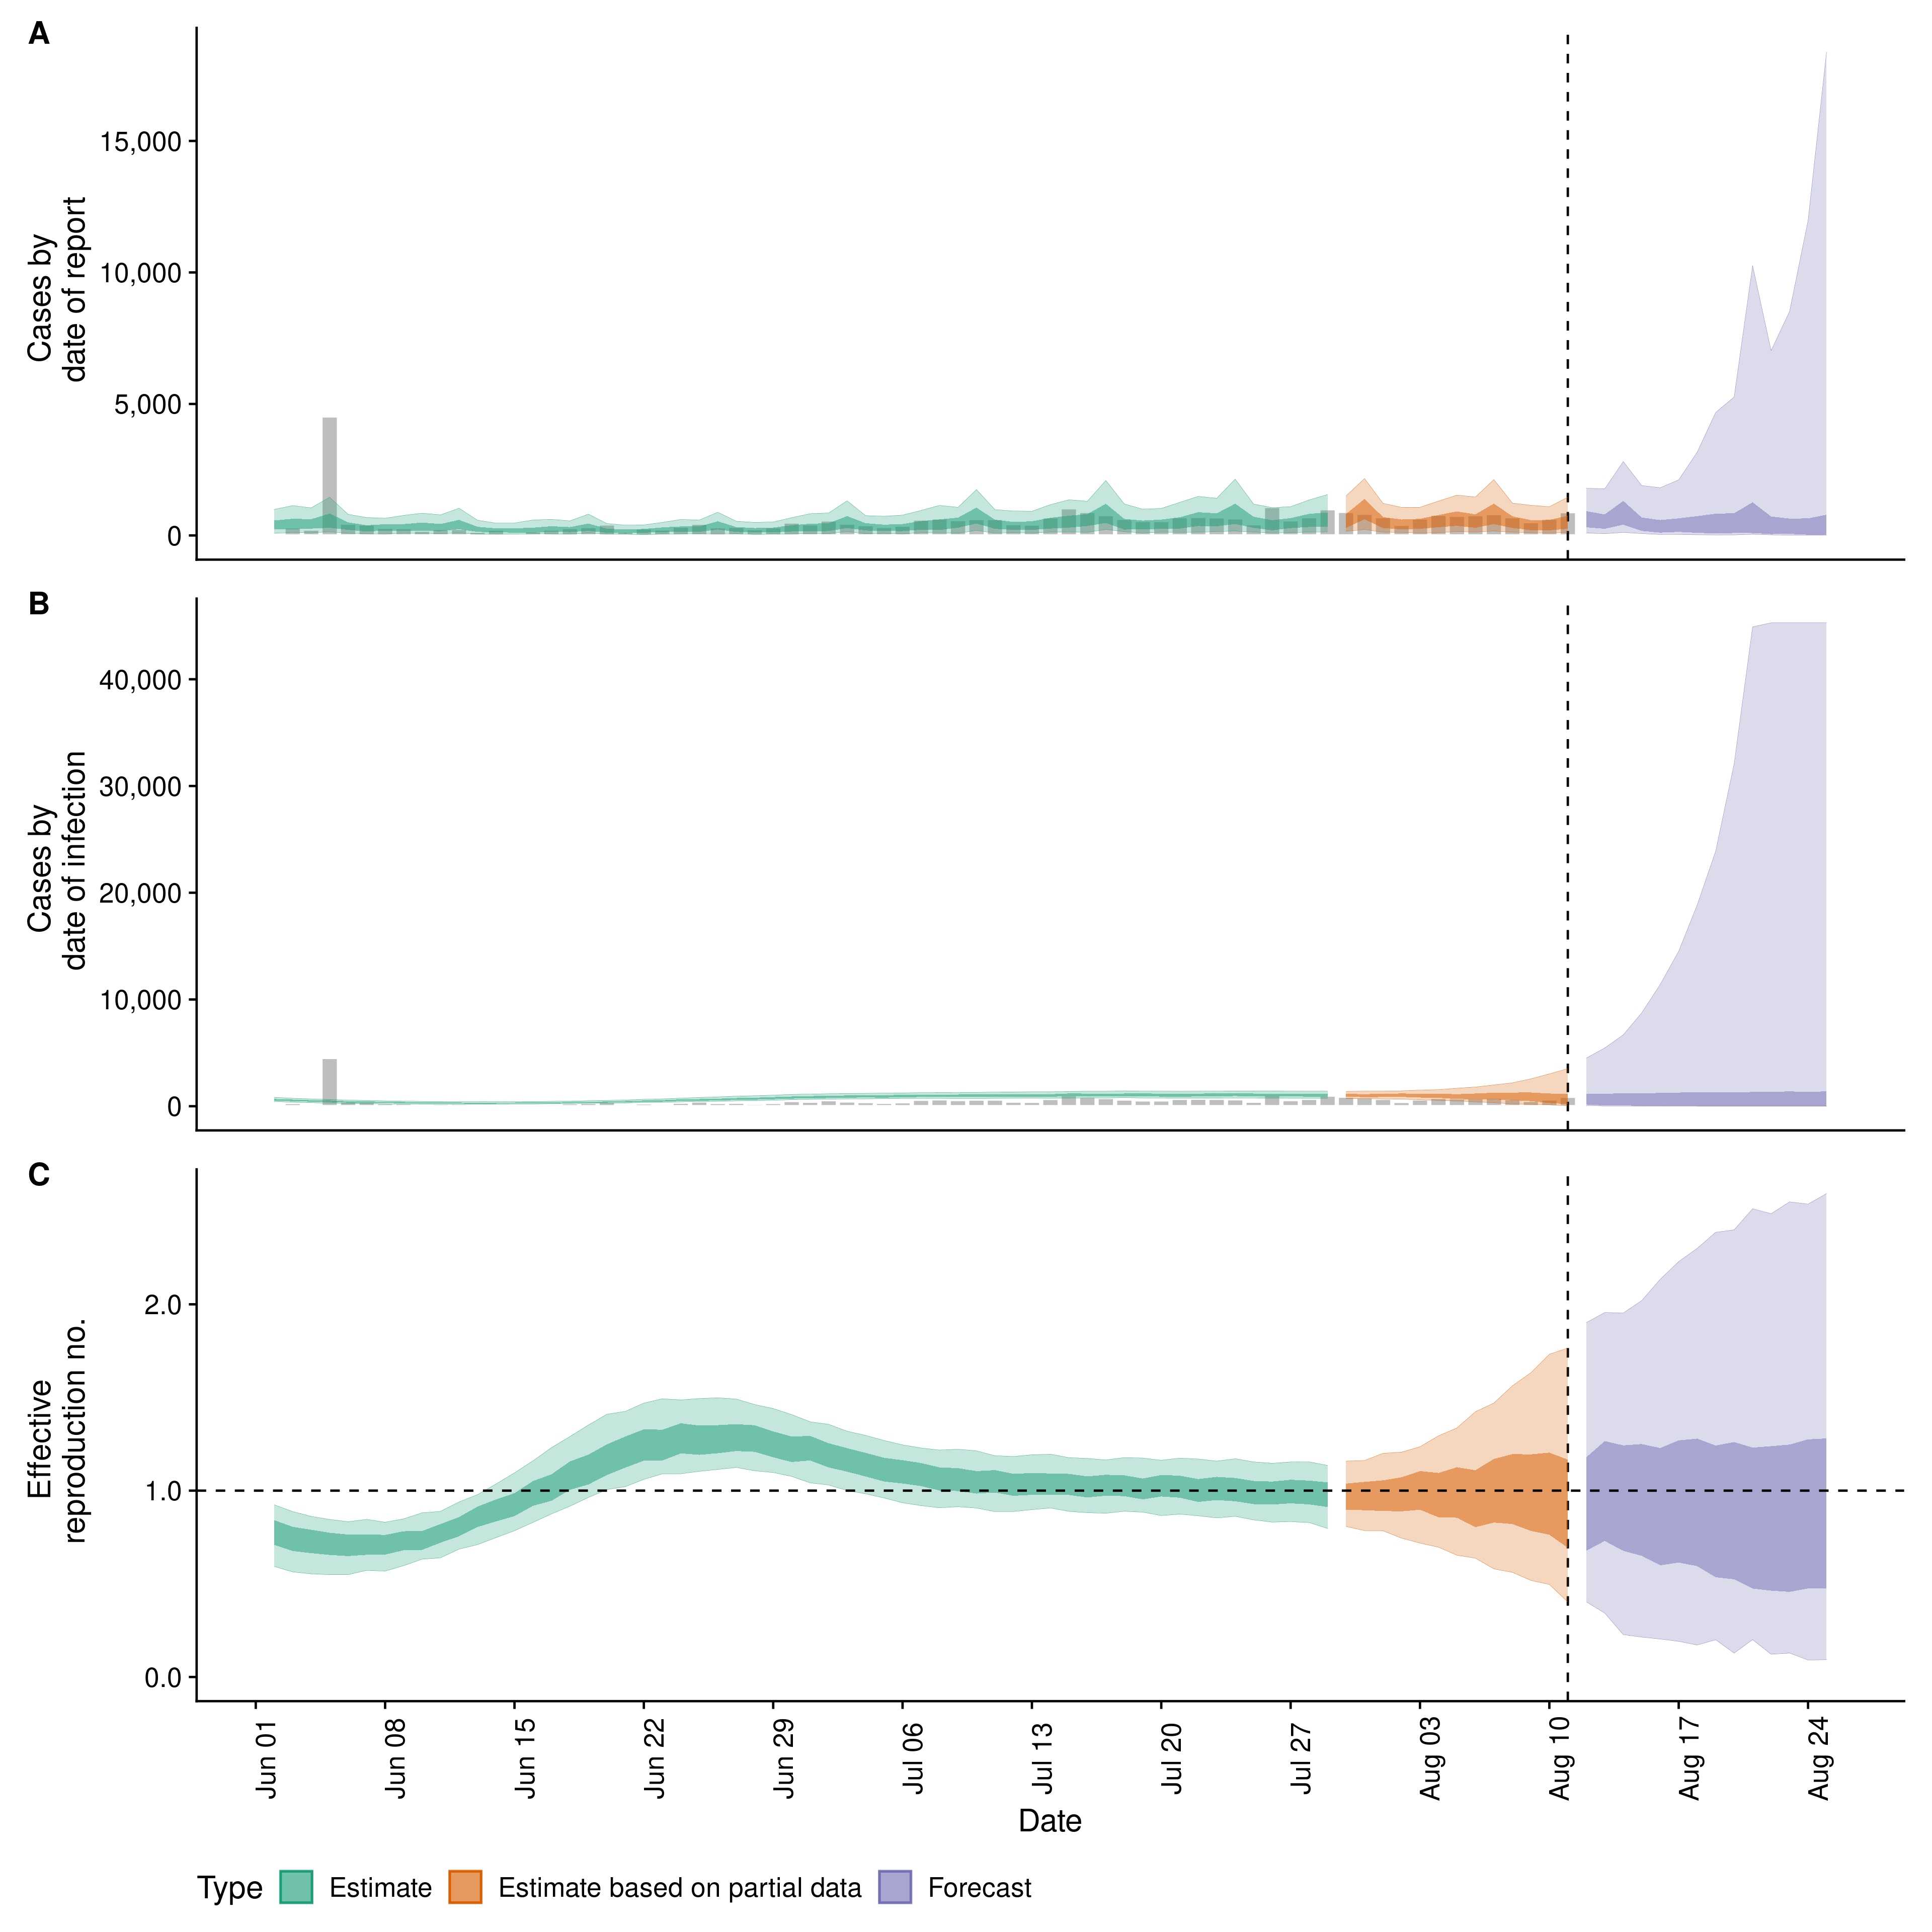 A
Cases by
date of report
15,000
10,000
5,000
0
B
Cases by
date of infection
40,000
30,000
20,000
10,000
0
C
Effective
reproduction no.
2.0
1.0
0.0
Jun 01
Jun 08
Jun 15
Jun 22
Jun 29
Jul 06
Jul 13
Jul 20
Jul 27
Aug 03
Aug 10
Aug 17
Aug 24
Date
Type Estimate Estimate based on partial data Forecast